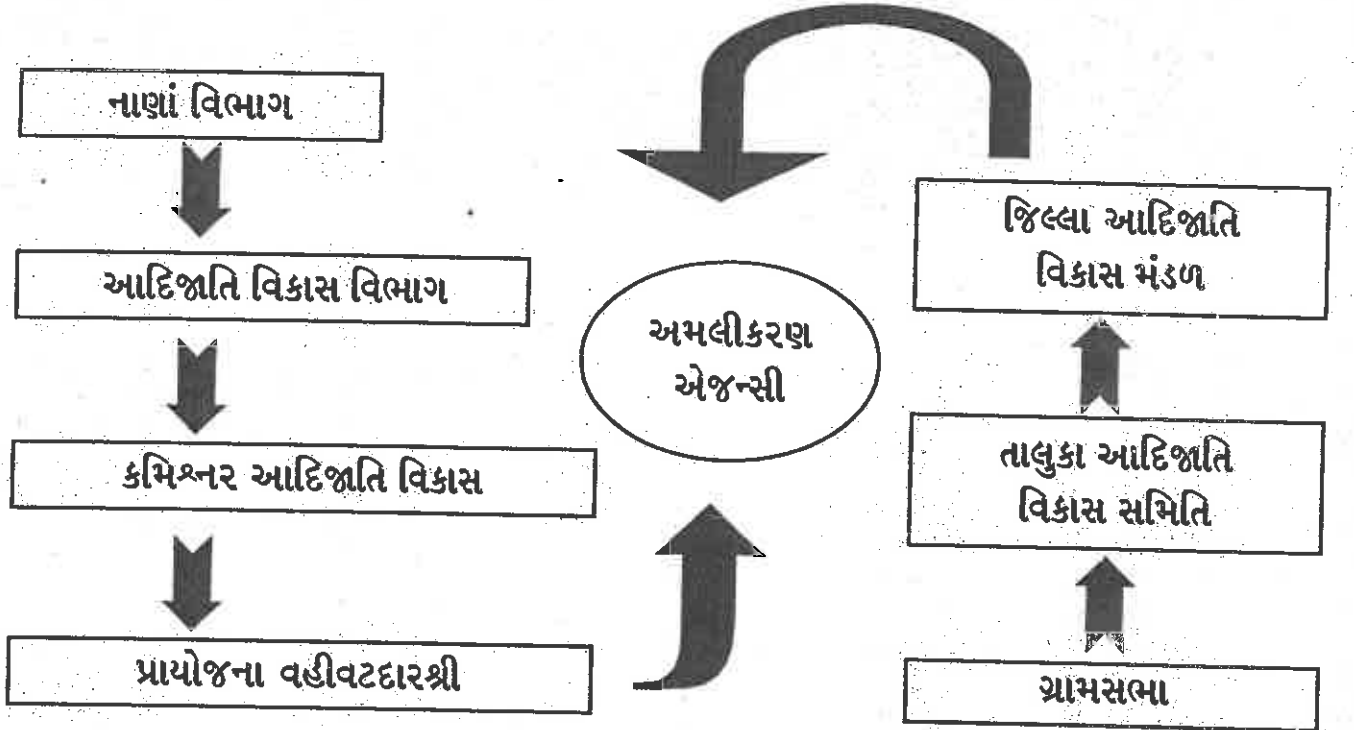 નાણાં વિભાગ
આદિજાતિ વિકાસ વિભાગ
કમિશ્નર આદિજાતિ વિકાસ
પ્રાયોજના વહીવટદારશ્રી
અમલીકરણ
એજન્સી
જિલ્લા આદિજાતિ
વિકાસ મંડળ
તાલુકા આદિજાતિ
વિકાસ સમિતિ
ગ્રામસભા